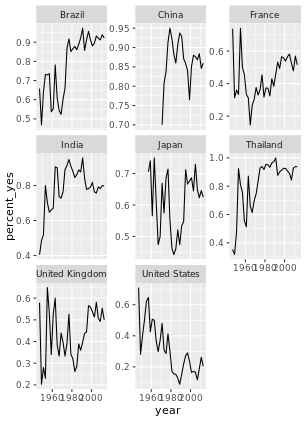 Brazil
China
France
0.9
0.8
0.7
0.6
0.5
0.95
0.90
0.85
0.80
0.75
0.70
0.6
0.4
0.2
India
Japan
Thailand
0.8
0.6
0.4
0.7
0.6
0.5
1.0
0.8
0.6
0.4
1960 1980 2000
United Kingdom
United States
0.6
0.5
0.4
0.3
0.2
0.6
0.4
0.2
1960 1980 2000
1960 1980 2000
year
percent_yes